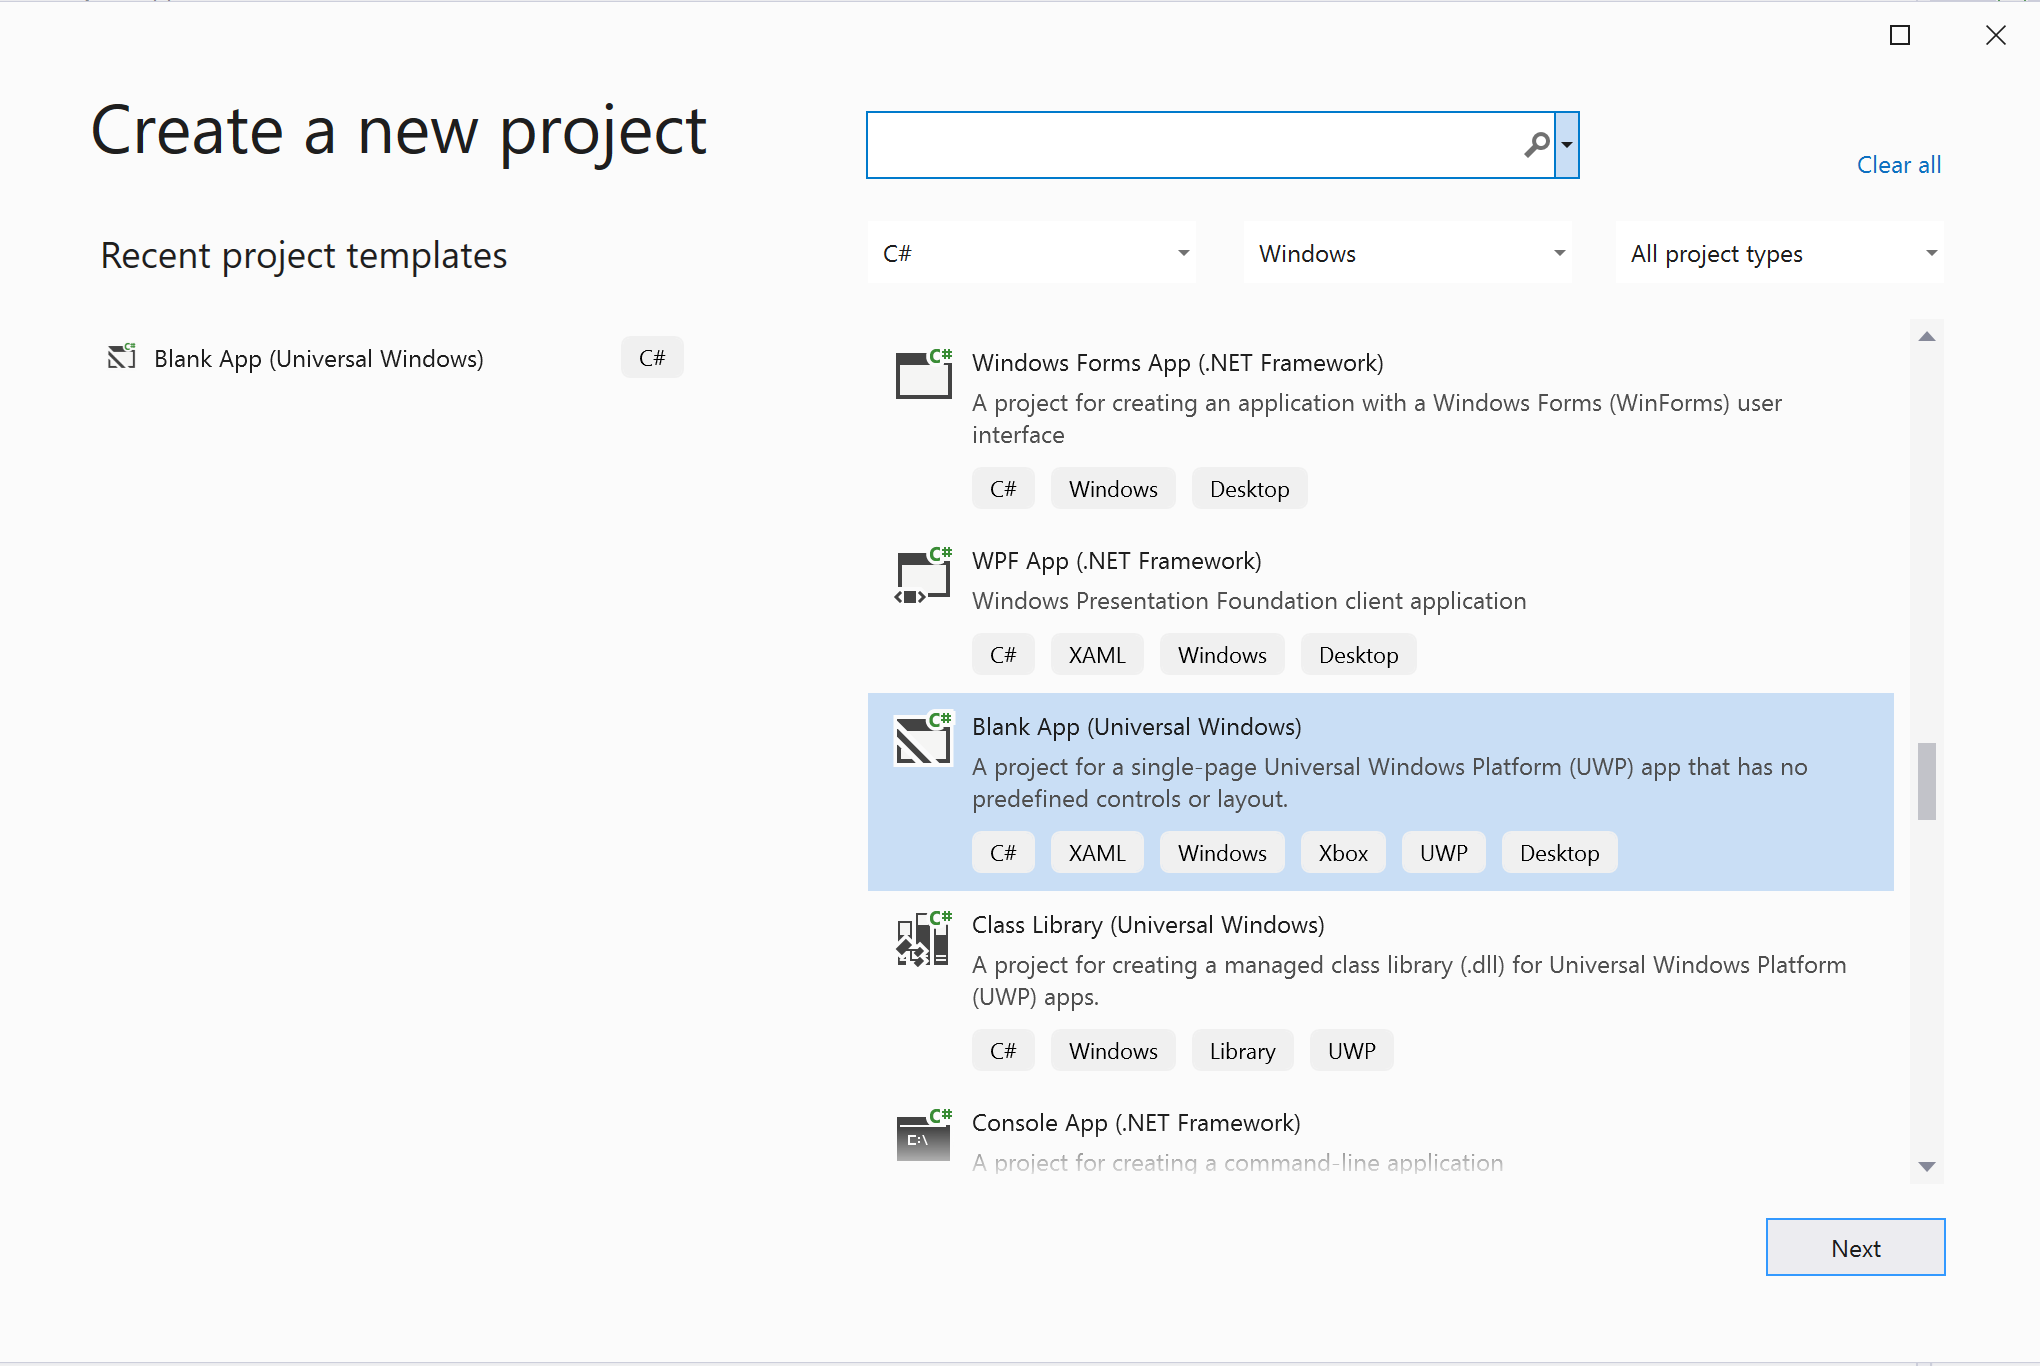 Create a new project
Clear all
Recent project templates
C#
Windows
All project types
Blank App (Universal Windows)
C#
C#
Windows Forms App (.NET Framework)
A project for creating an application with a Windows Forms (WinForms) user
interface
C# Windows Desktop
C#
WPF App (.NET Framework)
Windows Presentation Foundation client application
C# XAML Windows Desktop
C#
Blank App (Universal Windows)
A project for a single-page Universal Windows Platform (UWP) app that has no
predefined controls or layout.
C# XAML Windows Xbox UWP Desktop
C#
Class Library (Universal Windows)
A project for creating a managed class library (.dll) for Universal Windows Platform
(UWP) apps.
C# Windows Library UWP
C#
C:\
Console App (.NET Framework)
A project for creating a command-line application
Next